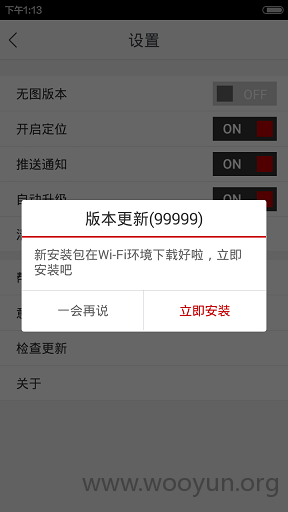 下午1:13
设置
无图版本
OFF
开启定位
ON
推送通知
ON
自动升级
ON
版本更新(99999)
新安装包在Wi-Fi环境下载好啦，立即
安装吧
一会再说
立即安装
检查更新
关于
www.wooyun.org